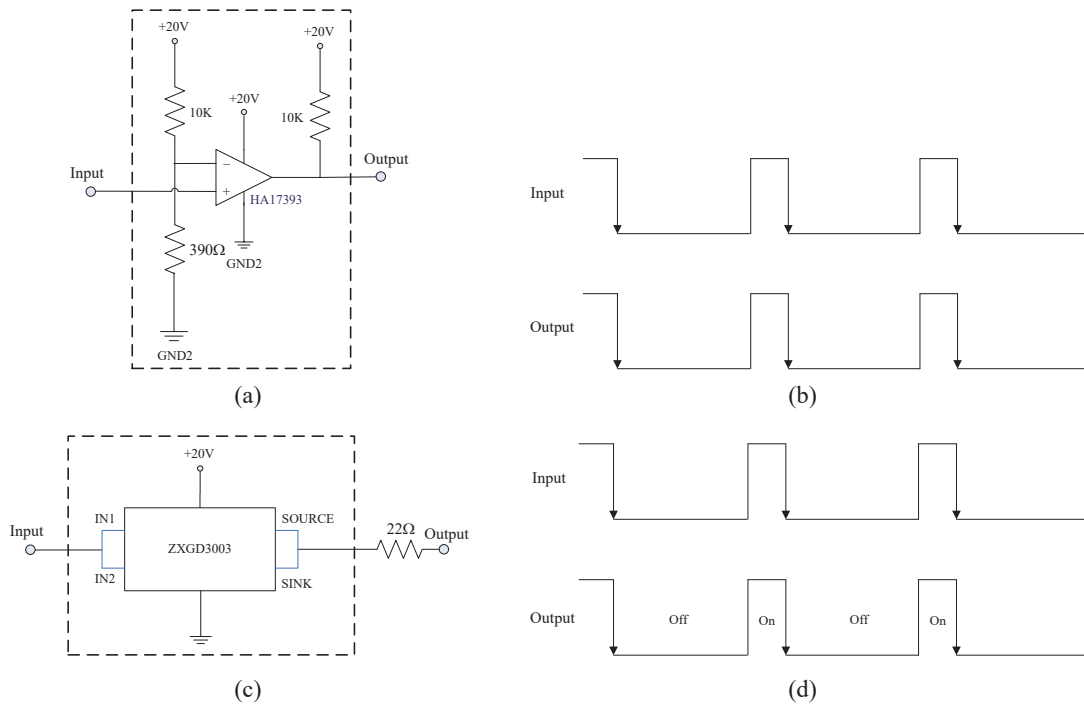 +20V
+20V
10K
+20V
10K
Input
−
+
HA17393
Output
390Ω
GND2
GND2
(a)
Input
Output
(b)
+20V
Input
IN1
IN2
ZXGD3003
SOURCE
SINK
22Ω
Output
(c)
Input
Output
Off
On
Off
On
(d)